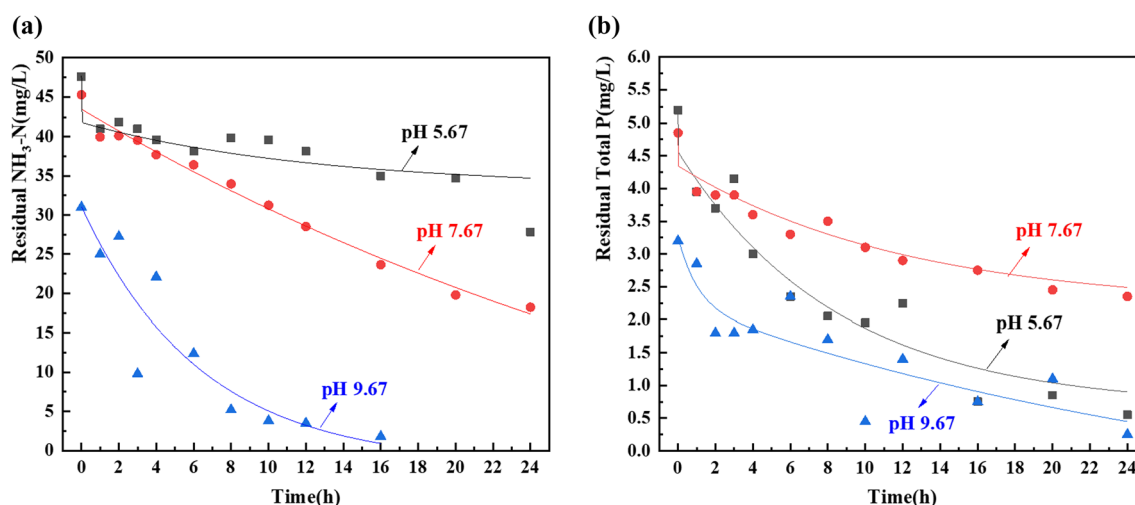 (a)
50
45
40
35
30
25
20
15
10
5
0
Residual NH3-N(mg/L)
pH 5.67
pH 7.67
pH 9.67
0 2 4 6 8 10 12 14 16 18 20 22 24
Time(h)
(b)
6.0
5.5
5.0
4.5
4.0
3.5
3.0
2.5
2.0
1.5
1.0
0.5
0.0
Residual Total P(mg/L)
pH 7.67
pH 5.67
pH 9.67
0 2 4 6 8 10 12 14 16 18 20 22 24
Time(h)